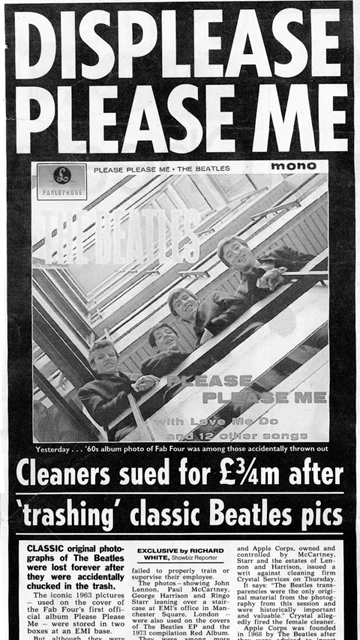 DISPLEASE
PLEASE ME
PARLOPHONE
PLEASE PLEASE ME • THE BEATLES
mono
THE BEATLES
PLEASE
PLEASE ME
with Love Me Do
and 12 other songs
Yesterday . . . '60s album photo of Fab Four was among those accidentally thrown out
Cleaners sued for £¾m after
'trashing' classic Beatles pics
CLASSIC original photo-
graphs of The Beatles
were lost forever after
they were accidentally
chucked in the trash.
The iconic 1963 pictures
– used on the cover of
the Fab Four's first offi-
cial album Please Please
Me – were stored in two
boxes at an EMI base.
But although they were
EXCLUSIVE by RICHARD
WHITE, Showbiz Reporter
failed to properly train or
supervise their employee.
The photos – showing John
Lennon, Paul McCartney,
George Harrison and Ringo
Starr leaning over a stair-
case at EMI's office in Man-
chester Square, London –
were also used on the covers
of The Beatles EP and the
1973 compilation Red Album.
They were among more
and Apple Corps, owned and
controlled by McCartney,
Starr and the estates of Len-
non and Harrison, issued a
writ against cleaning firm
Crystal Services on Thursday.
It says: "The Beatles trans-
parencies were the only origi-
nal material from the photog-
raphy from this session and
were historically important
and valuable." Crystal alleg-
edly fired the female cleaner.
Apple Corps was founded
in 1968 by The Beatles after